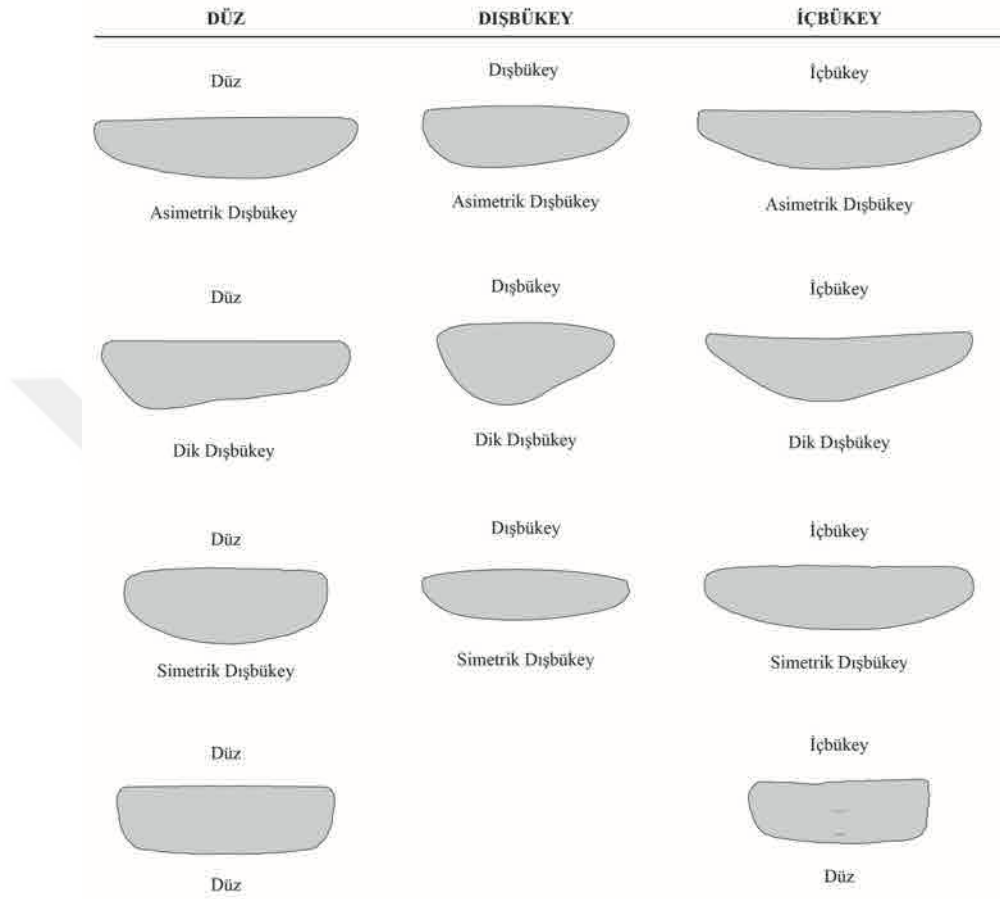 DÜZ DIŞBÜKEY İÇBÜKEY
Düz Dışbükey İçbükey
Asimetrik Dışbükey Asimetrik Dışbükey Asimetrik Dışbükey
Düz Dışbükey İçbükey
Dik Dışbükey Dik Dışbükey Dik Dışbükey
Düz Dışbükey İçbükey
Simetrik Dışbükey Simetrik Dışbükey Simetrik Dışbükey
Düz İçbükey
Düz Düz